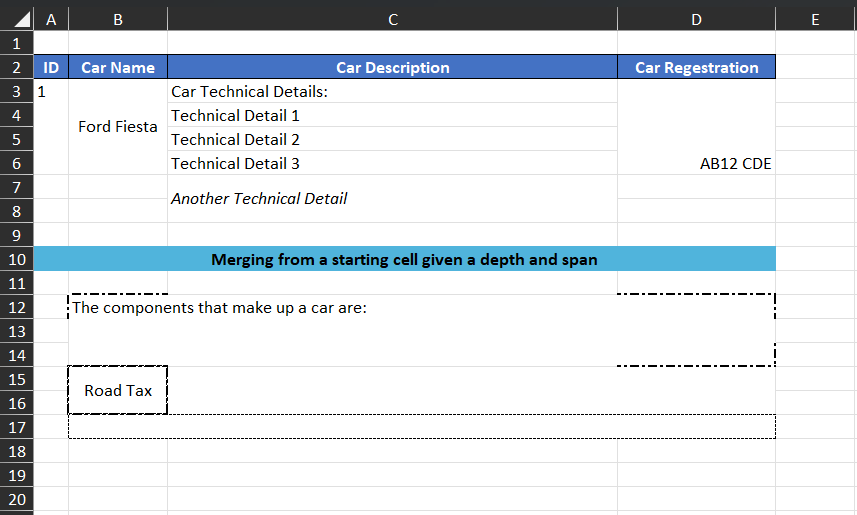 A B C D E
1
2 ID Car Name Car Description Car Regestration
3 1 Car Technical Details:
4 Technical Detail 1
Ford Fiesta
5 Technical Detail 2
6 Technical Detail 3 AB12 CDE
7
Another Technical Detail
8
9
10 Merging from a starting cell given a depth and span
11
12 The components that make up a car are:
13
14
15
Road Tax
16
17
18
19
20